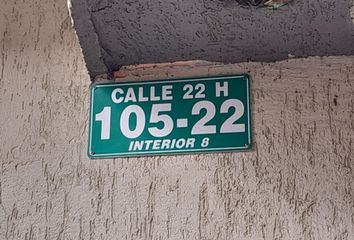 CALLE 22 H
105-22
INTERIOR 8